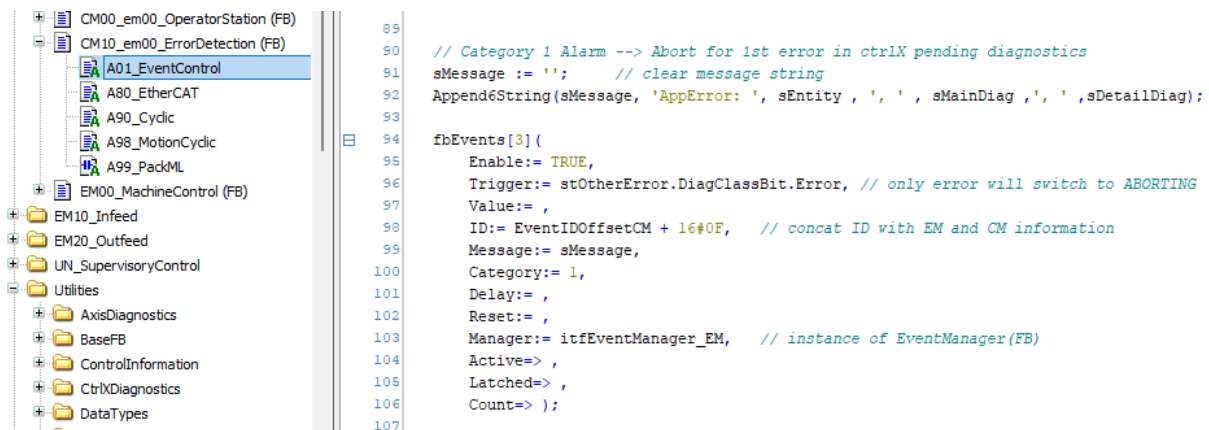 CM00_em00_OperatorStation (FB)
CM10_em00_ErrorDetection (FB)
A01_EventControl
A80_EtherCAT
A90_Cyclic
A98_MotionCyclic
A99_PackML
EM00_MachineControl (FB)
EM10_Infeed
EM20_Outfeed
UN_SupervisoryControl
Utilities
AxisDiagnostics
BaseFB
ControlInformation
CtrlXDiagnostics
DataTypes
89
90 // Category 1 Alarm --> Abort for 1st error in ctrlX pending diagnostics
91 sMessage := ''; // clear message string
92 Append6String(sMessage, 'AppError: ', sEntity , ', ' , sMainDiag ,', ' ,sDetailDiag);
93
94 fbEvents[3](
95 Enable:= TRUE,
96 Trigger:= stOtherError.DiagClassBit.Error, // only error will switch to ABORTING
97 Value:= ,
98 ID:= EventIDOffsetCM + 16#0F, // concat ID with EM and CM information
99 Message:= sMessage,
100 Category:= 1,
101 Delay:= ,
102 Reset:= ,
103 Manager:= itfEventManager_EM, // instance of EventManager(FB)
104 Active=> ,
105 Latched=> ,
106 Count=> );
107